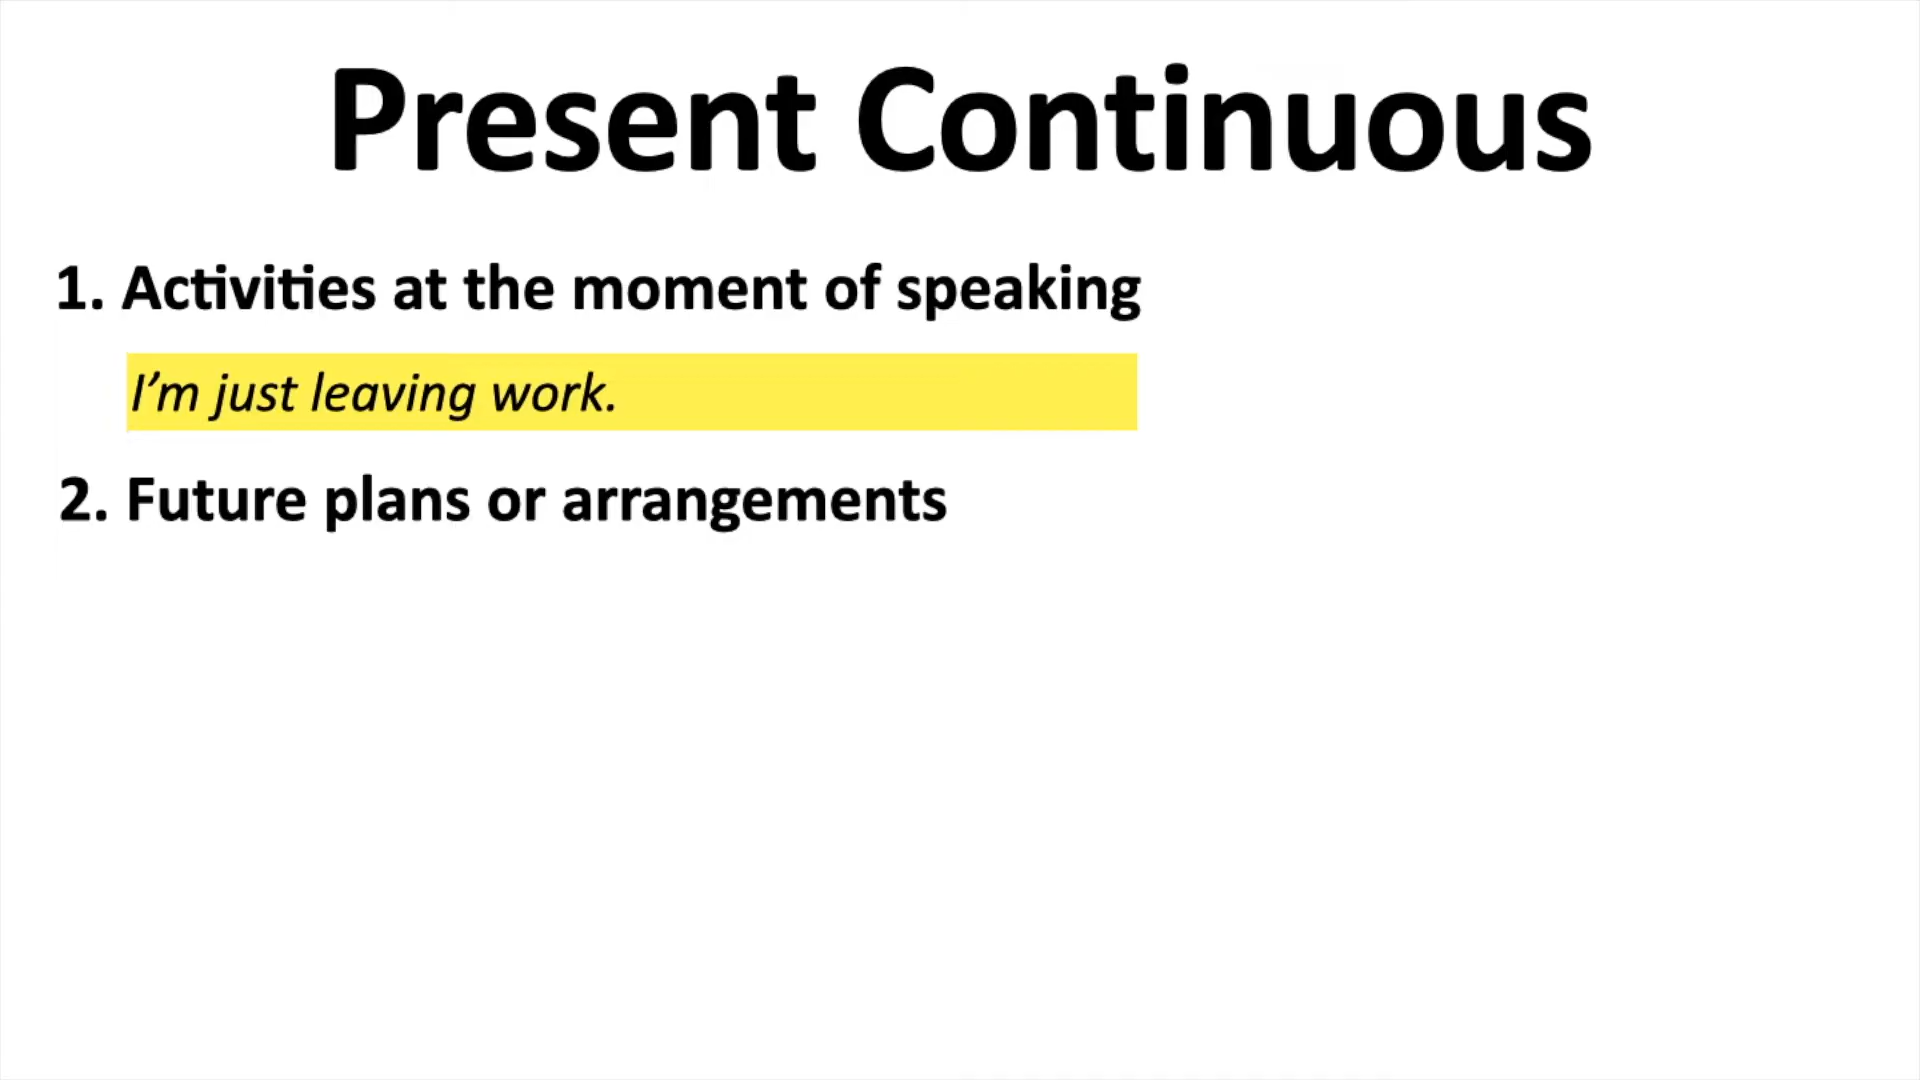 Present Continuous
1. Activities at the moment of speaking
I’m just leaving work.
2. Future plans or arrangements